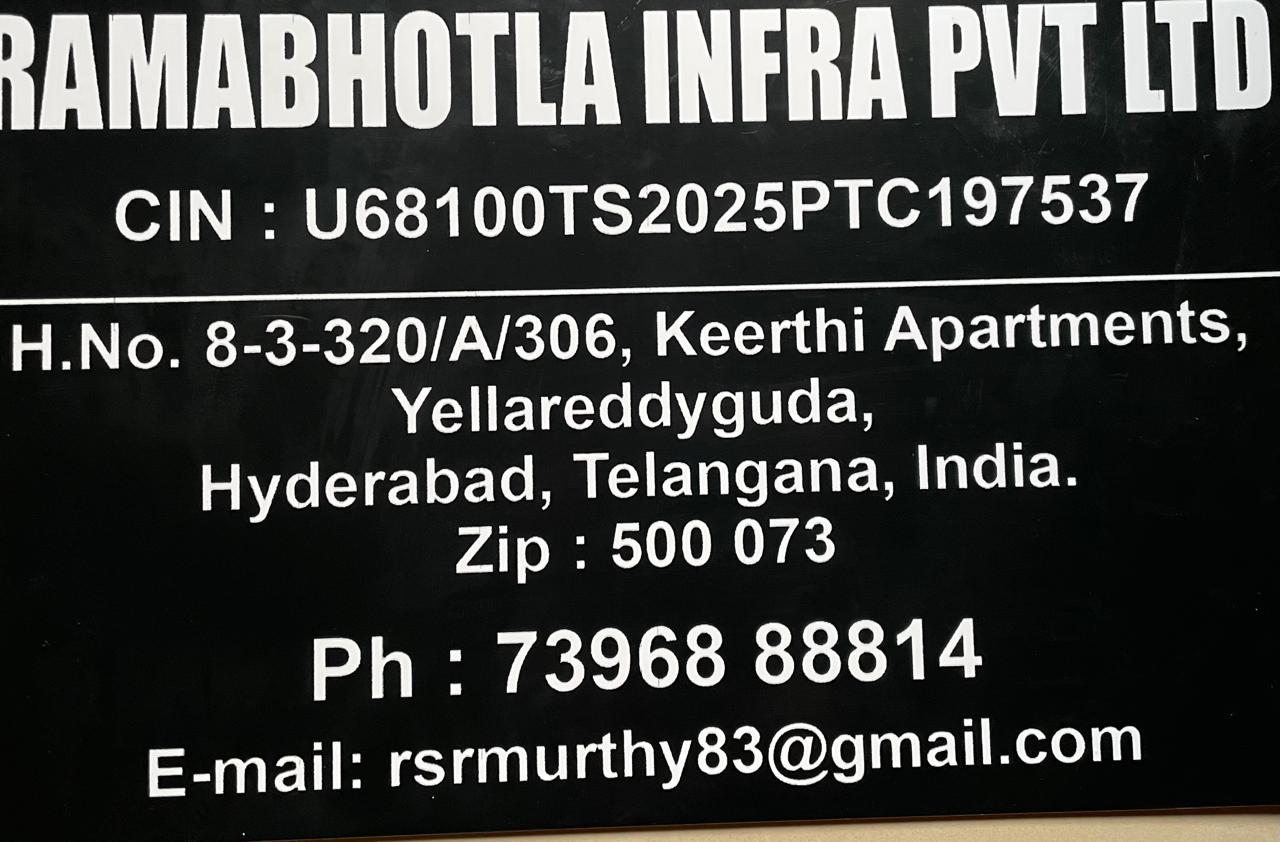 RAMABHOTLA INFRA PVT LTD
CIN : U68100TS2025PTC197537
H.No. 8-3-320/A/306, Keerthi Apartments,
Yellareddyguda,
Hyderabad, Telangana, India.
Zip : 500 073
Ph : 73968 88814
E-mail: rsrmurthy83@gmail.com